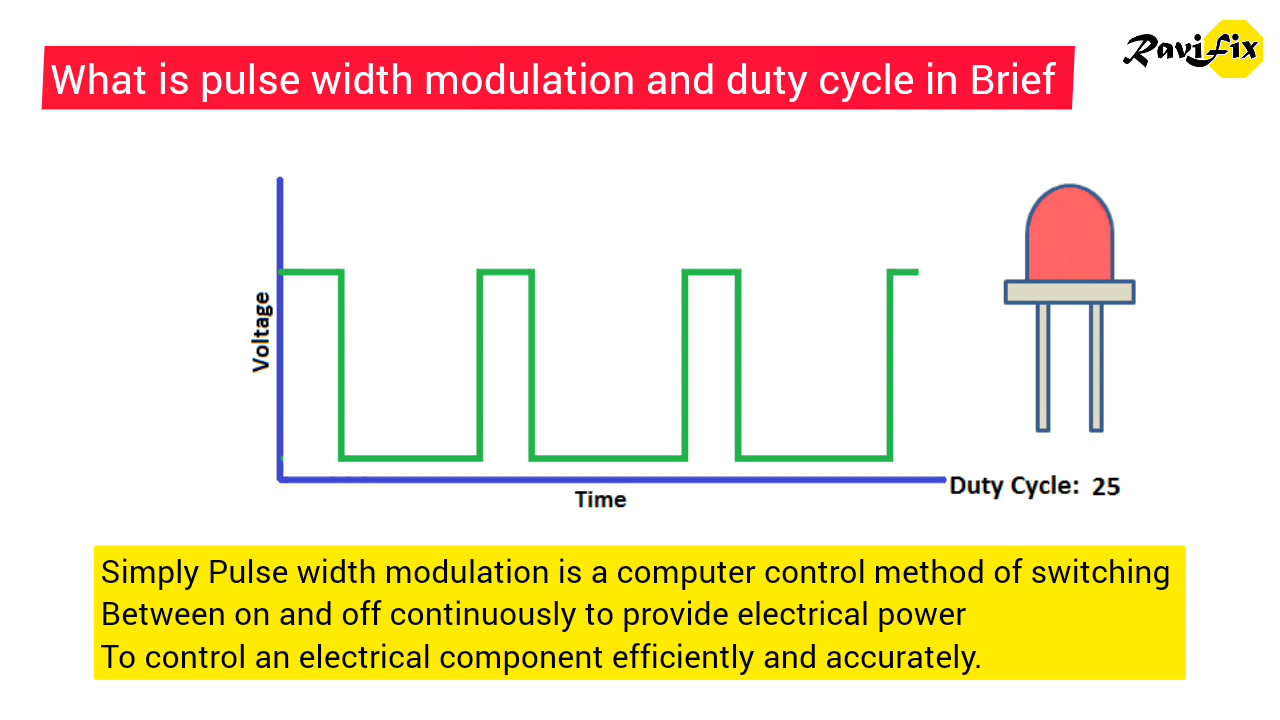 RaviFix
What is pulse width modulation and duty cycle in Brief
Voltage
Time
Duty Cycle: 25
Simply Pulse width modulation is a computer control method of switching
Between on and off continuously to provide electrical power
To control an electrical component efficiently and accurately.